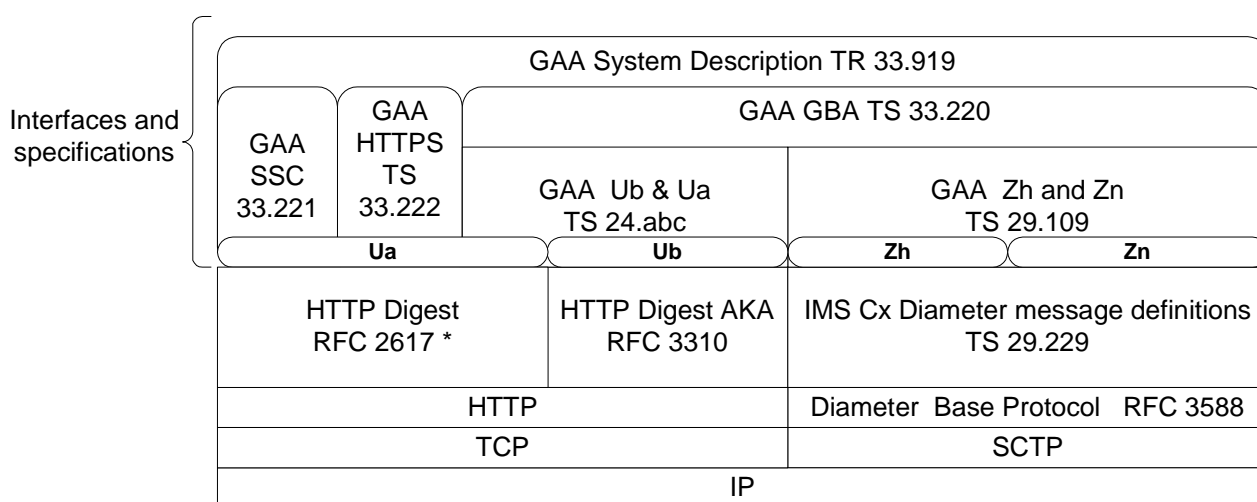 GAA System Description TR 33.919
Interfaces and
specifications
GAA
SSC
33.221
GAA
HTTPS
TS
33.222
GAA GBA TS 33.220
GAA Ub & Ua
TS 24.abc
GAA Zh and Zn
TS 29.109
Ua
Ub
Zh
Zn
HTTP Digest
RFC 2617 *
HTTP Digest AKA
RFC 3310
IMS Cx Diameter message definitions
TS 29.229
HTTP
Diameter Base Protocol RFC 3588
TCP
SCTP
IP